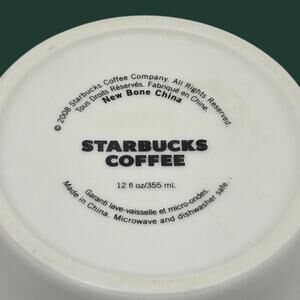 © 2008 Starbucks Coffee Company. All Rights Reserved.
Tous Droits Réservés. Fabriqué en Chine.
New Bone China
STARBUCKS
COFFEE
12 fl oz/355 mL
Garanti lave-vaisselle et micro-ondes.
Made in China. Microwave and dishwasher safe.